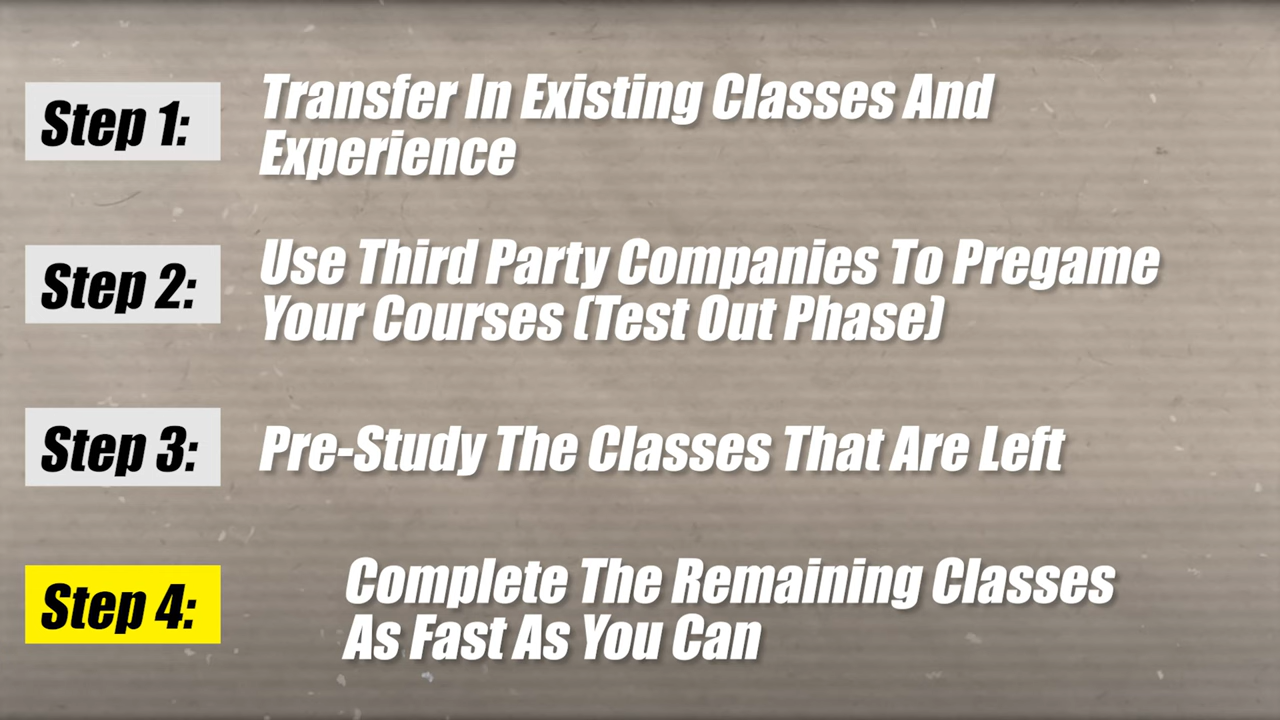 Step 1:
Transfer In Existing Classes And
Experience
Step 2:
Use Third Party Companies To Pregame
Your Courses (Test Out Phase)
Step 3:
Pre-Study The Classes That Are Left
Step 4:
Complete The Remaining Classes
As Fast As You Can